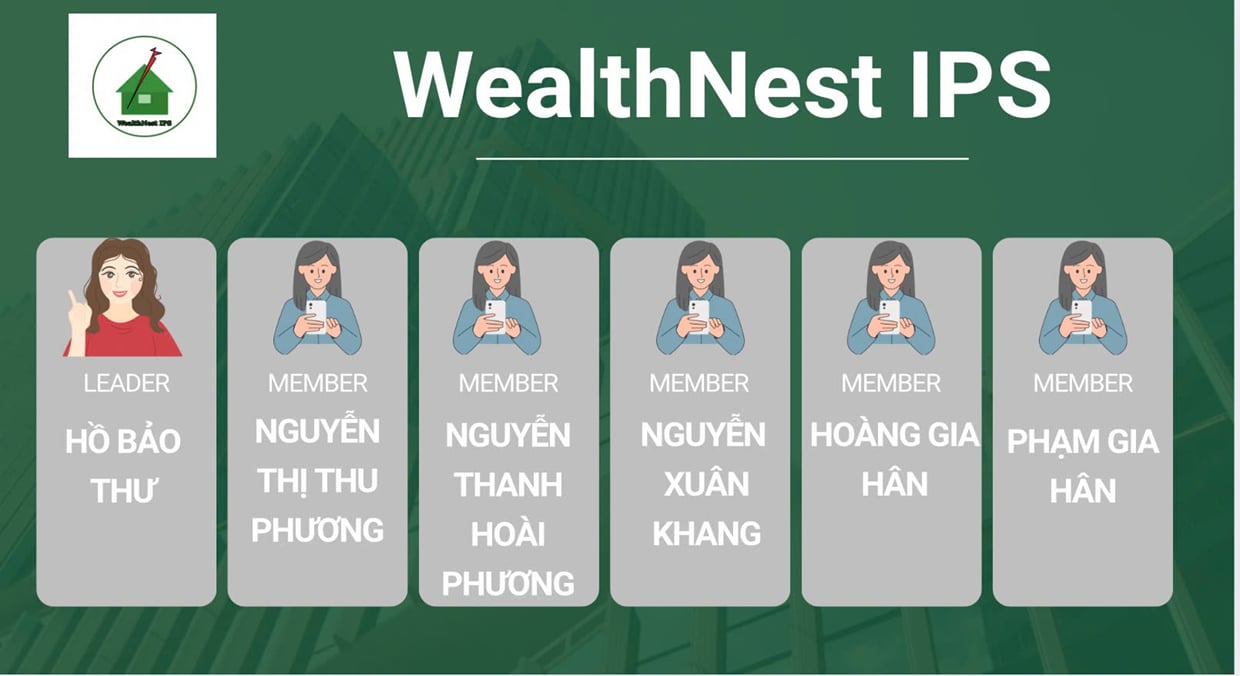 WealthNest IPS
WealthNest IPS
LEADER
HỒ BẢO
THƯ
MEMBER
NGUYỄN
THỊ THU
PHƯƠNG
MEMBER
NGUYỄN
THANH
HOÀI
PHƯƠNG
MEMBER
NGUYỄN
XUÂN
KHANG
MEMBER
HOÀNG GIA
HÂN
MEMBER
PHẠM GIA
HÂN